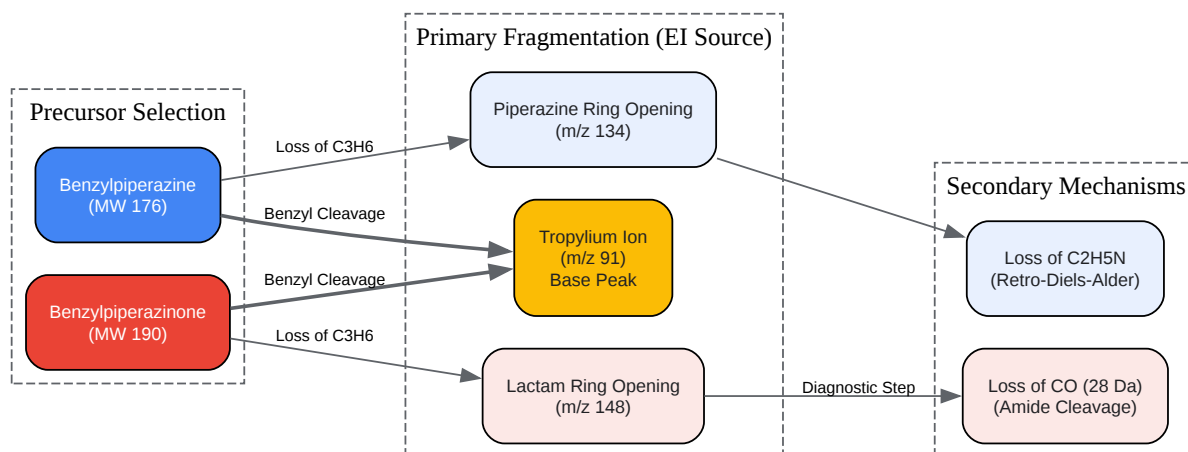 Precursor Selection
Benzylpiperazine
(MW 176)
Benzylpiperazinone
(MW 190)
Loss of C3H6
Benzyl Cleavage
Benzyl Cleavage
Loss of C3H6
Primary Fragmentation (EI Source)
Piperazine Ring Opening
(m/z 134)
Tropylium Ion
(m/z 91)
Base Peak
Lactam Ring Opening
(m/z 148)
Diagnostic Step
Secondary Mechanisms
Loss of C2H5N
(Retro-Diels-Alder)
Loss of CO (28 Da)
(Amide Cleavage)